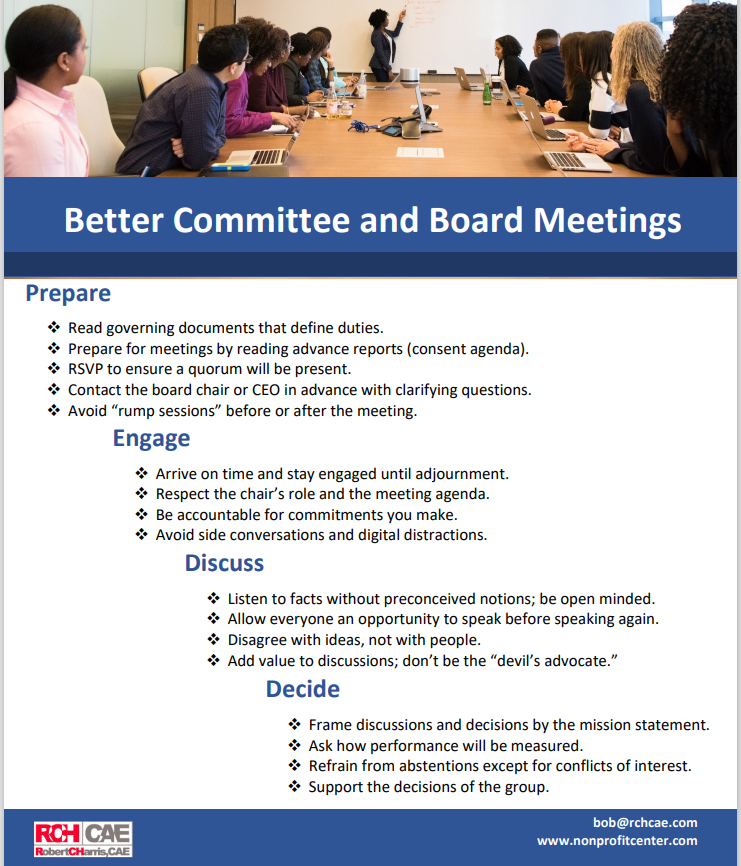 Better Committee and Board Meetings
Prepare
❖ Read governing documents that define duties.
❖ Prepare for meetings by reading advance reports (consent agenda).
❖ RSVP to ensure a quorum will be present.
❖ Contact the board chair or CEO in advance with clarifying questions.
❖ Avoid “rump sessions” before or after the meeting.
Engage
❖ Arrive on time and stay engaged until adjournment.
❖ Respect the chair’s role and the meeting agenda.
❖ Be accountable for commitments you make.
❖ Avoid side conversations and digital distractions.
Discuss
❖ Listen to facts without preconceived notions; be open minded.
❖ Allow everyone an opportunity to speak before speaking again.
❖ Disagree with ideas, not with people.
❖ Add value to discussions; don’t be the “devil’s advocate.”
Decide
❖ Frame discussions and decisions by the mission statement.
❖ Ask how performance will be measured.
❖ Refrain from abstentions except for conflicts of interest.
❖ Support the decisions of the group.
RCH CAE
RobertCHarris,CAE
bob@rchcae.com
www.nonprofitcenter.com